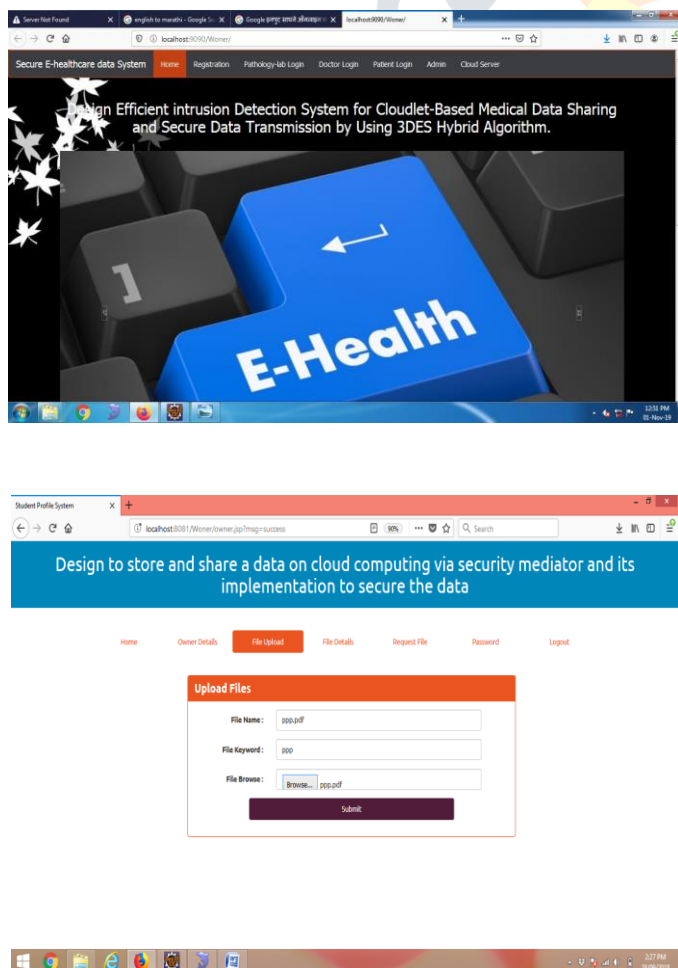 Server Not Found
english to marathi - Google Se
Google इनपुट साधने ऑनलाइन
localhost:9090/Woner/
localhost:9090/Woner/
Secure E-healthcare data System Home Registration Pathology-lab Login Doctor Login Patient Login Admin Cloud Server
Design Efficient intrusion Detection System for Cloudlet-Based Medical Data Sharing
and Secure Data Transmission by Using 3DES Hybrid Algorithm.
]
E-Health
12:51 PM
01-Nov-19
Student Profile System
localhost:8081/Woner/owner.jsp?msg=success
90%
Search
Design to store and share a data on cloud computing via security mediator and its
implementation to secure the data
Home Owner Details File Upload File Details Request File Password Logout
Upload Files
File Name : ppp.pdf
File Keyword : ppp
File Browse : Browse... ppp.pdf
Submit
3:27 PM